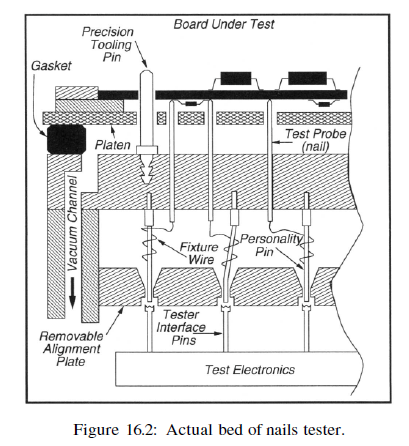 Board Under Test
Precision
Tooling
Pin
Gasket
Platen
Test Probe
(nail)
Vacuum Channel
Fixture
Wire
Personality
Pin
Removable
Alignment
Plate
Tester
Interface
Pins
Test Electronics
Figure 16.2: Actual bed of nails tester.